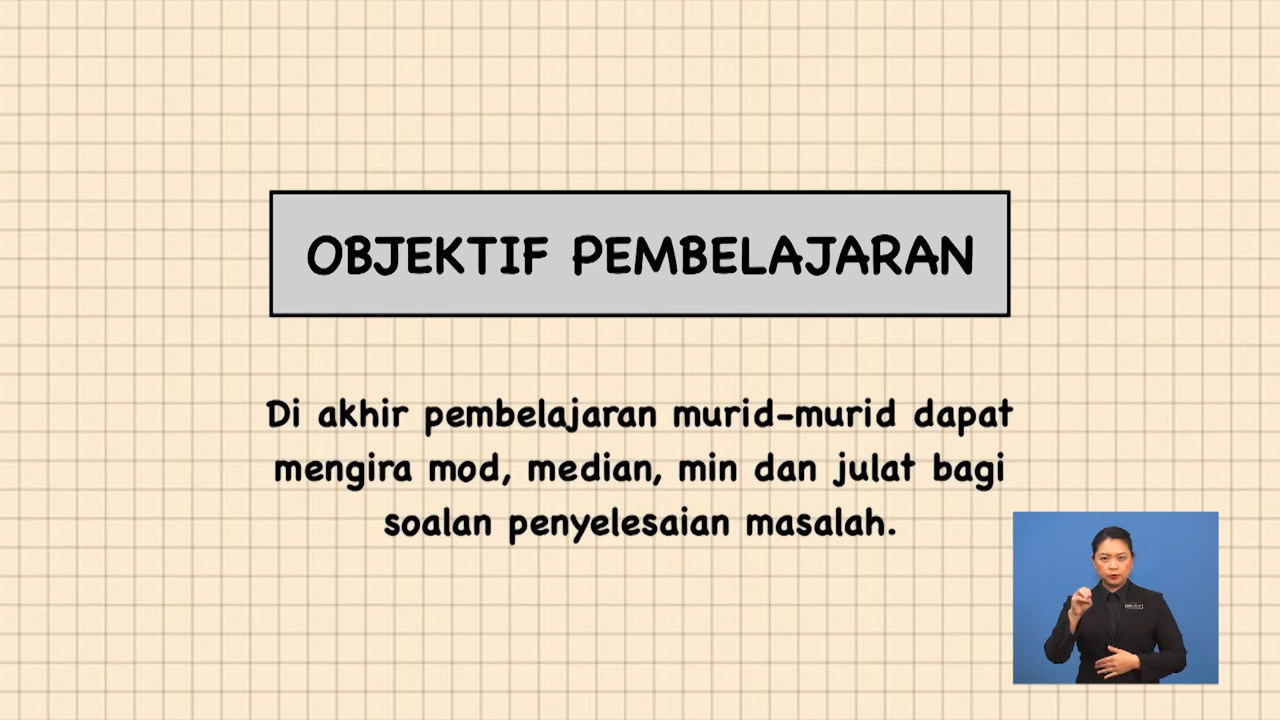 OBJEKTIF PEMBELAJARAN
Di akhir pembelajaran murid-murid dapat
mengira mod, median, min dan julat bagi
soalan penyelesaian masalah.